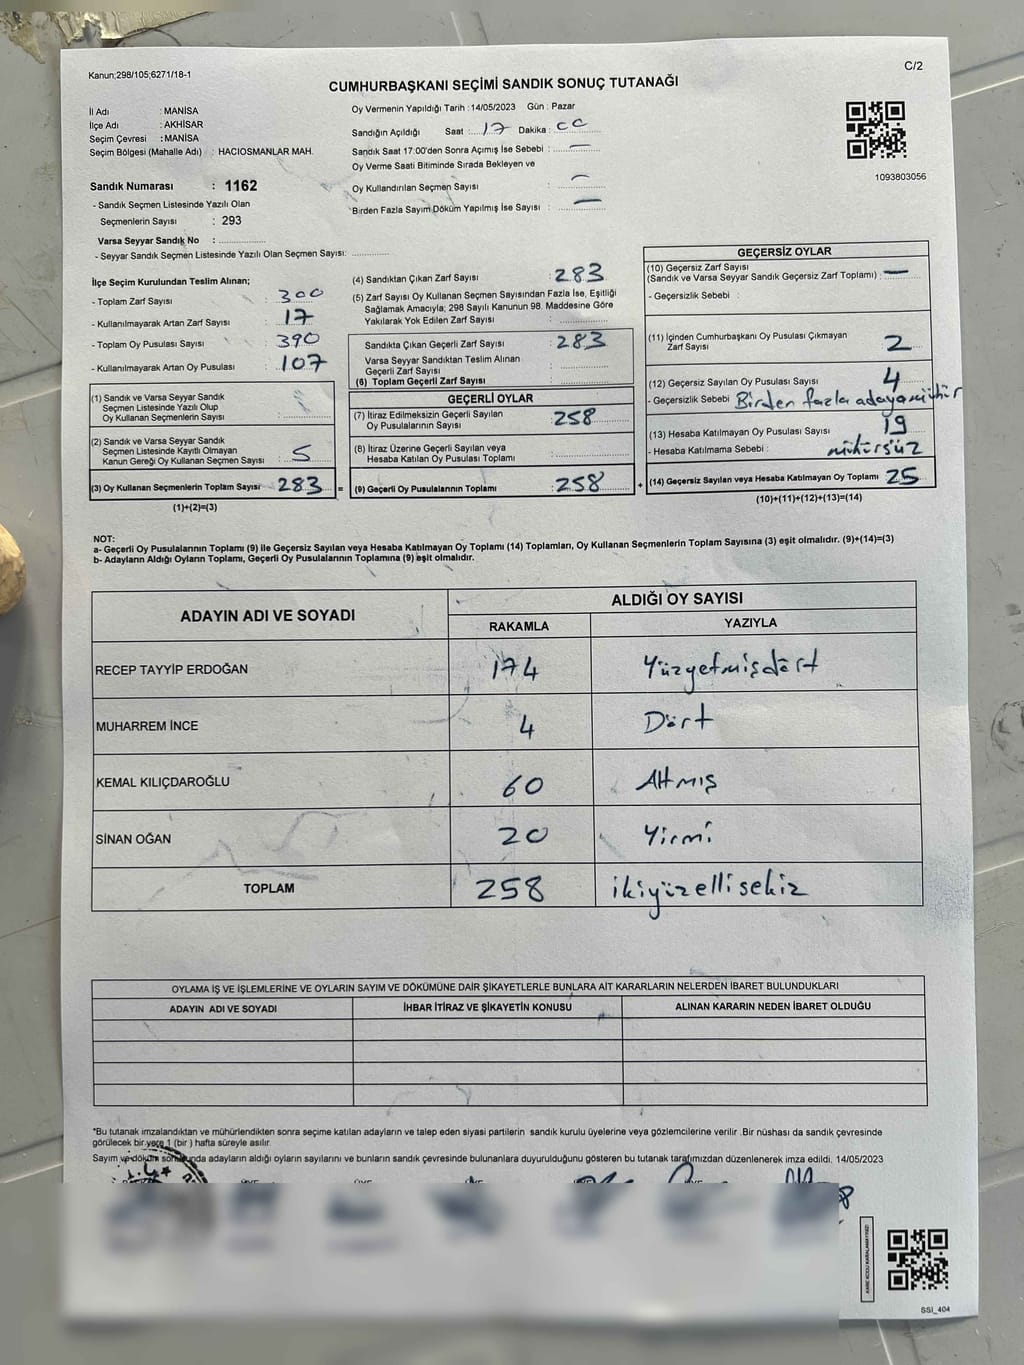 Kanun;298/105;6271/18-1
C/2
CUMHURBAŞKANI SEÇİMİ SANDIK SONUÇ TUTANAĞI
İl Adı : MANİSA
İlçe Adı : AKHİSAR
Seçim Çevresi : MANİSA
Seçim Bölgesi (Mahalle Adı) : HACIOSMANLAR MAH.
Sandık Numarası : 1162
- Sandık Seçmen Listesinde Yazılı Olan
Seçmenlerin Sayısı : 293
Varsa Seyyar Sandık No :
- Seyyar Sandık Seçmen Listesinde Yazılı Olan Seçmen Sayısı:
Oy Vermenin Yapıldığı Tarih : 14/05/2023 Gün : Pazar
Sandığın Açıldığı Saat : 17 Dakika : 00
Sandık Saat 17:00'den Sonra Açımış İse Sebebi : —
Oy Verme Saati Bitiminde Sırada Bekleyen ve
Oy Kullandırılan Seçmen Sayısı : —
Birden Fazla Sayım Döküm Yapılmış İse Sayısı : —
1093803056
İlçe Seçim Kurulundan Teslim Alınan;
- Toplam Zarf Sayısı : 300
- Kullanılmayarak Artan Zarf Sayısı : 17
- Toplam Oy Pusulası Sayısı : 390
- Kullanılmayarak Artan Oy Pusulası : 107
(1) Sandık ve Varsa Seyyar Sandık
Seçmen Listesinde Yazılı Olup
Oy Kullanan Seçmenlerin Sayısı :
(2) Sandık ve Varsa Seyyar Sandık
Seçmen Listesinde Kayıtlı Olmayan
Kanun Gereği Oy Kullanan Seçmen Sayısı : 5
(3) Oy Kullanan Seçmenlerin Toplam Sayısı : 283 =
(1)+(2)=(3)
(4) Sandıktan Çıkan Zarf Sayısı : 283
(5) Zarf Sayısı Oy Kullanan Seçmen Sayısından Fazla İse, Eşitliği
Sağlamak Amacıyla; 298 Sayılı Kanunun 98. Maddesine Göre
Yakılarak Yok Edilen Zarf Sayısı :
Sandıkta Çıkan Geçerli Zarf Sayısı : 283
Varsa Seyyar Sandıktan Teslim Alınan
Geçerli Zarf Sayısı :
(6) Toplam Geçerli Zarf Sayısı :
GEÇERLİ OYLAR
(7) İtiraz Edilmeksizin Geçerli Sayılan
Oy Pusulalarının Sayısı : 258
(8) İtiraz Üzerine Geçerli Sayılan veya
Hesaba Katılan Oy Pusulası Toplamı :
(9) Geçerli Oy Pusulalarının Toplamı : 258 +
GEÇERSİZ OYLAR
(10) Geçersiz Zarf Sayısı
(Sandık ve Varsa Seyyar Sandık Geçersiz Zarf Toplamı) : —
- Geçersizlik Sebebi :
(11) İçinden Cumhurbaşkanı Oy Pusulası Çıkmayan
Zarf Sayısı : 2
(12) Geçersiz Sayılan Oy Pusulası Sayısı : 4
- Geçersizlik Sebebi Birden fazla adaya mühür
(13) Hesaba Katılmayan Oy Pusulası Sayısı : 19
- Hesaba Katılmama Sebebi : mühürsüz
(14) Geçersiz Sayılan veya Hesaba Katılmayan Oy Toplamı 25
(10)+(11)+(12)+(13)=(14)
NOT:
a- Geçerli Oy Pusulalarının Toplamı (9) ile Geçersiz Sayılan veya Hesaba Katılmayan Oy Toplamı (14) Toplamları, Oy Kullanan Seçmenlerin Toplam Sayısına (3) eşit olmalıdır. (9)+(14)=(3)
b- Adayların Aldığı Oyların Toplamı, Geçerli Oy Pusulalarının Toplamına (9) eşit olmalıdır.
ADAYIN ADI VE SOYADI ALDIĞI OY SAYISI
RAKAMLA YAZIYLA
RECEP TAYYİP ERDOĞAN 174 Yüzyetmişdört
MUHARREM İNCE 4 Dört
KEMAL KILIÇDAROĞLU 60 Altmış
SİNAN OĞAN 20 Yirmi
TOPLAM 258 ikiyüzellisekiz
OYLAMA İŞ VE İŞLEMLERİNE VE OYLARIN SAYIM VE DÖKÜMÜNE DAİR ŞİKAYETLERLE BUNLARA AİT KARARLARIN NELERDEN İBARET BULUNDUKLARI
ADAYIN ADI VE SOYADI İHBAR İTİRAZ VE ŞİKAYETİN KONUSU ALINAN KARARIN NEDEN İBARET OLDUĞU
*Bu tutanak imzalandıktan ve mühürlendikten sonra seçime katılan adayların ve talep eden siyasi partilerin sandık kurulu üyelerine veya gözlemcilerine verilir .Bir nüshası da sandık çevresinde
görülecek bir yere 1 (bir ) hafta süreyle asılır.
Sayım ve döküm sonunda adayların aldığı oyların sayılarını ve bunların sandık çevresinde bulunanlara duyurulduğunu gösteren bu tutanak tarafımızdan düzenlenerek imza edildi. 14/05/2023
SSI_404